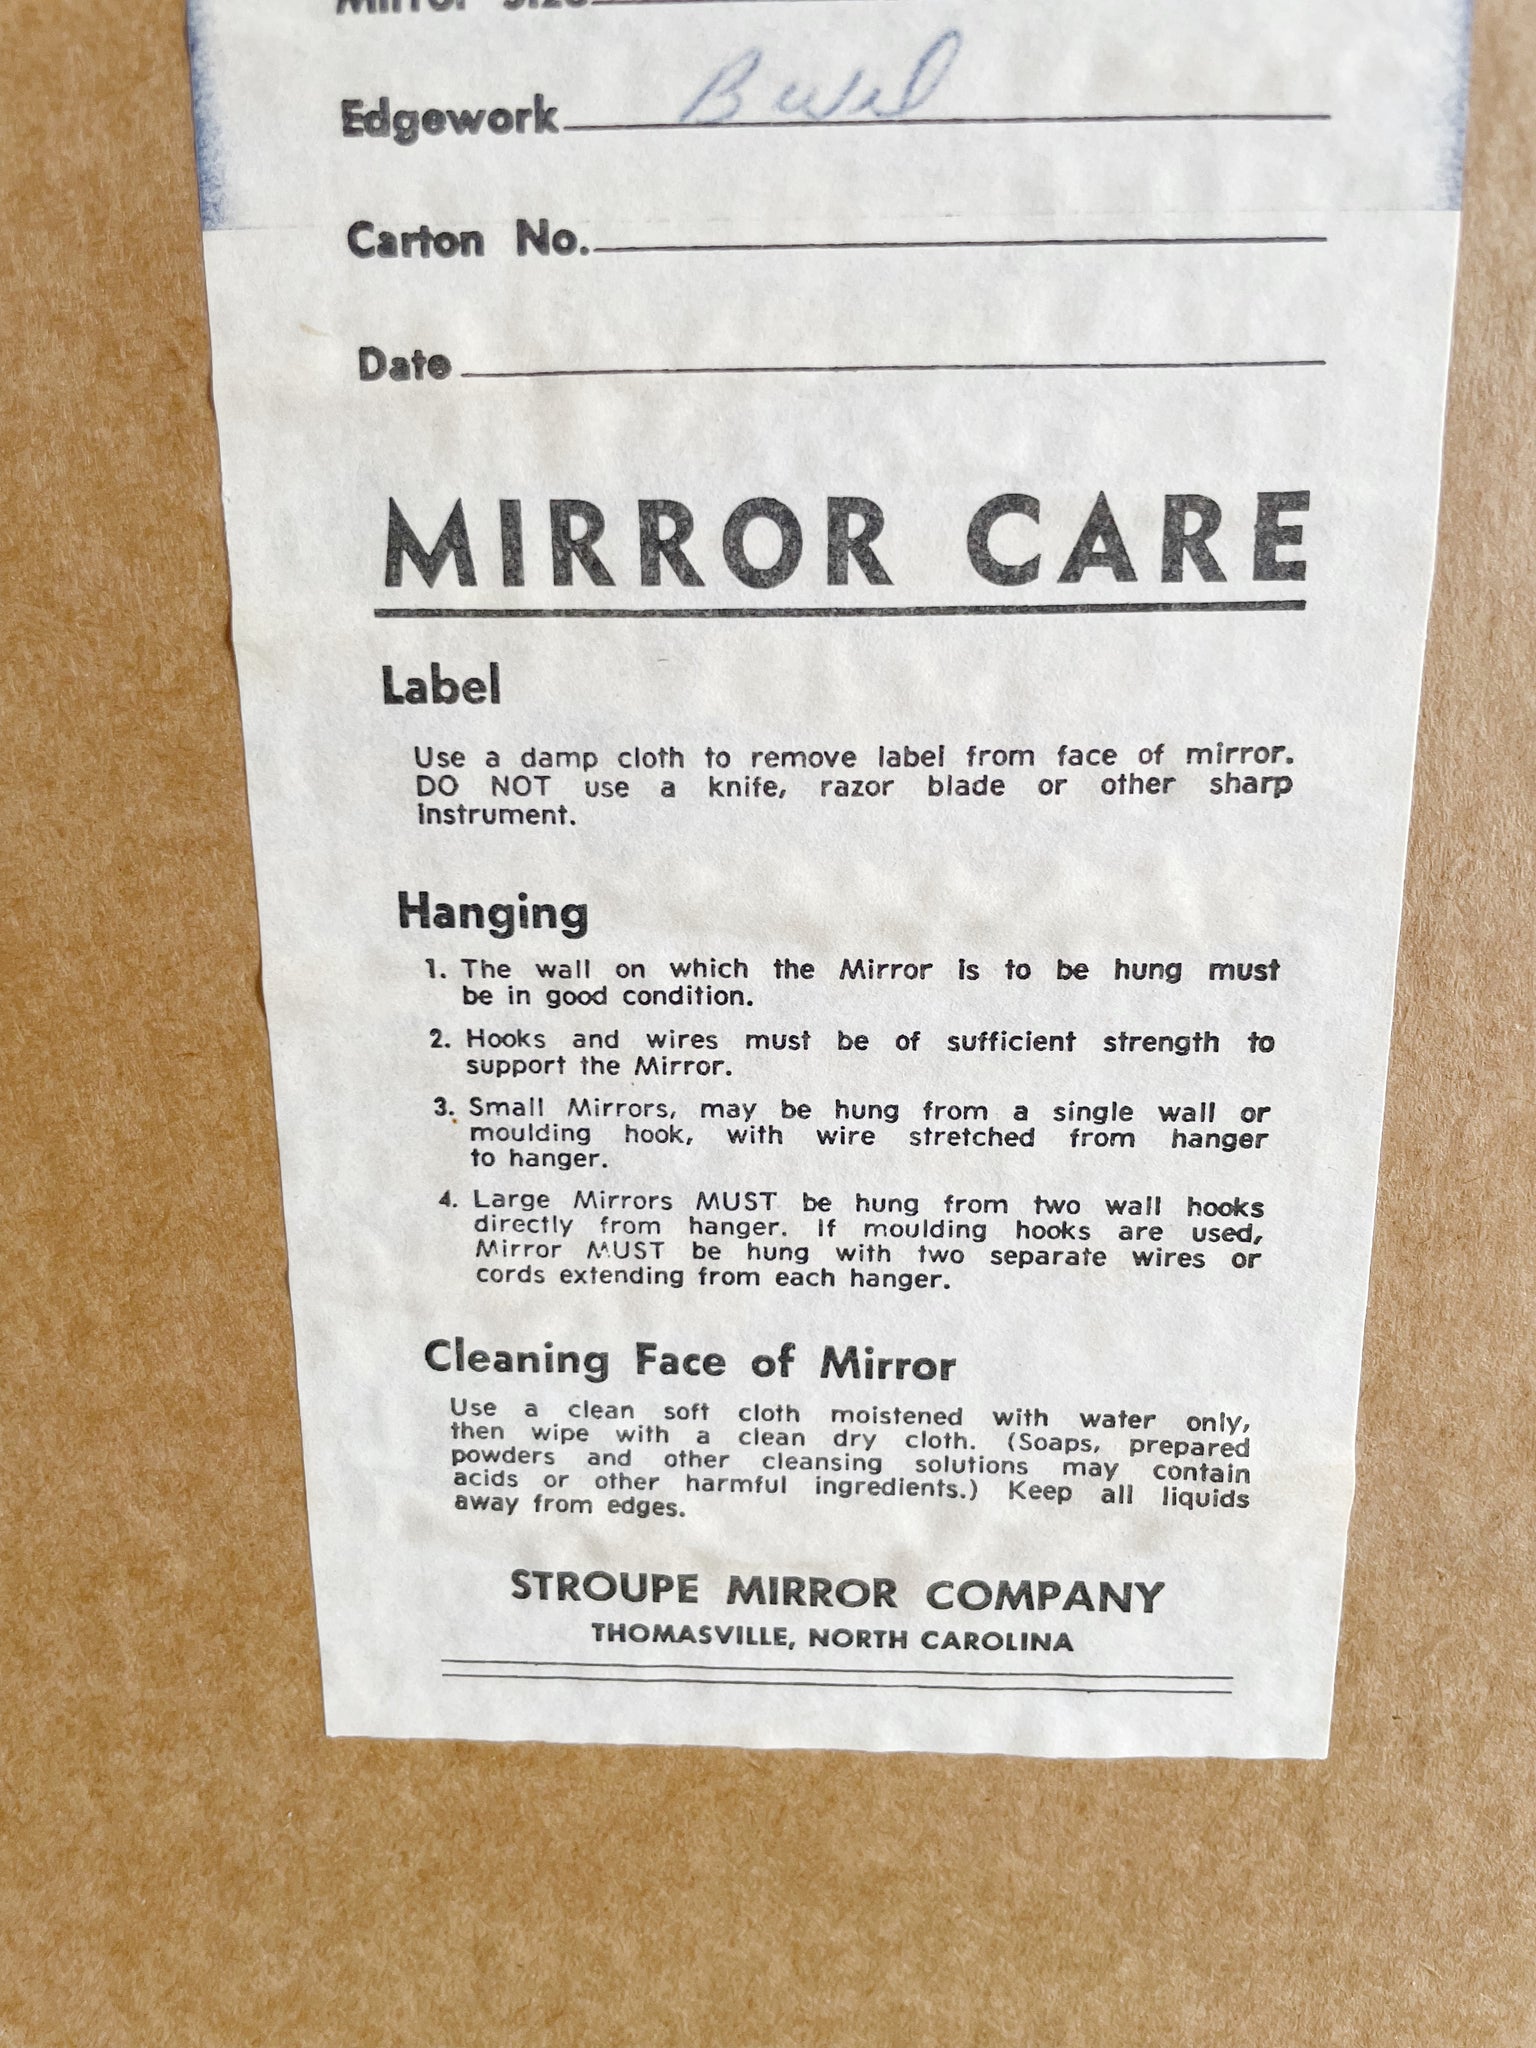 Mirror Size
Edgework Bevel
Carton No.
Date
MIRROR CARE
Label
Use a damp cloth to remove label from face of mirror.
DO NOT use a knife, razor blade or other sharp
instrument.
Hanging
1. The wall on which the Mirror is to be hung must
be in good condition.
2. Hooks and wires must be of sufficient strength to
support the Mirror.
3. Small Mirrors, may be hung from a single wall or
moulding hook, with wire stretched from hanger
to hanger.
4. Large Mirrors MUST be hung from two wall hooks
directly from hanger. If moulding hooks are used,
Mirror MUST be hung with two separate wires or
cords extending from each hanger.
Cleaning Face of Mirror
Use a clean soft cloth moistened with water only,
then wipe with a clean dry cloth. (Soaps, prepared
powders and other cleansing solutions may contain
acids or other harmful ingredients.) Keep all liquids
away from edges.
STROUPE MIRROR COMPANY
THOMASVILLE, NORTH CAROLINA